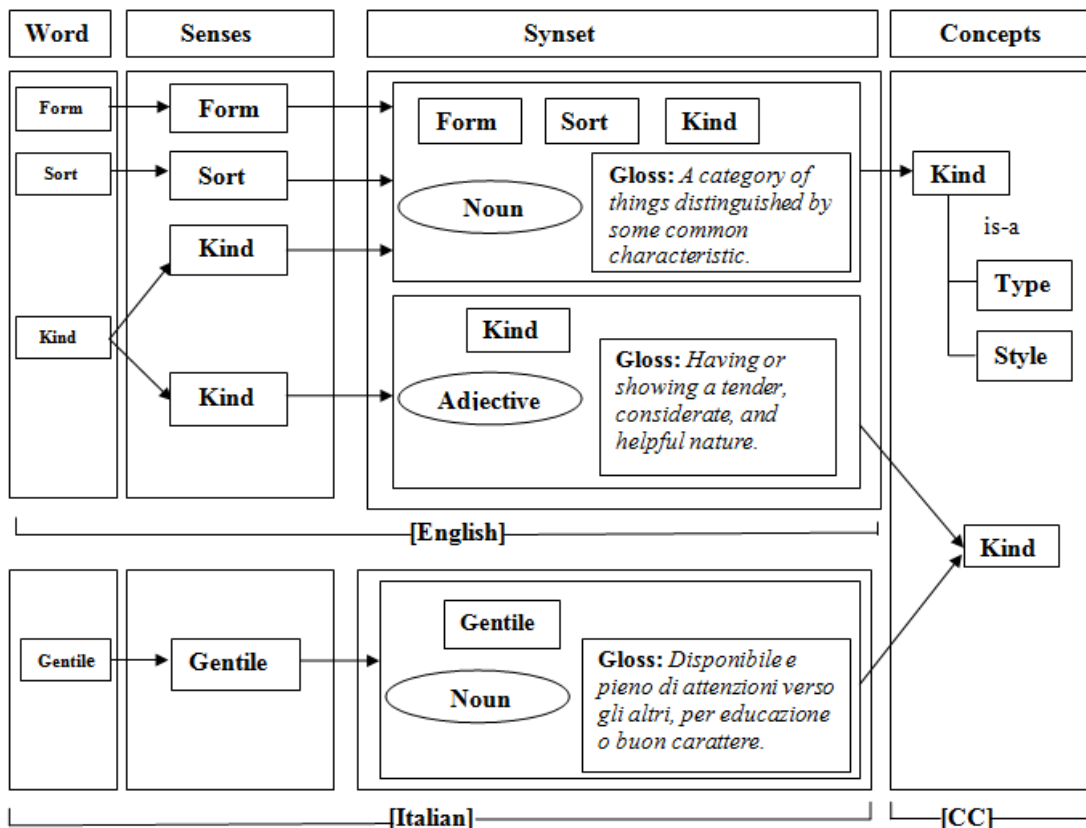 Word
Senses
Synset
Concepts
Form
Form
Form
Sort
Kind
Sort
Sort
Noun
Gloss: A category of
things distinguished by
some common
characteristic.
Kind
Kind
is-a
Type
Style
Kind
Kind
Kind
Adjective
Gloss: Having or
showing a tender,
considerate, and
helpful nature.
[English]
Kind
Gentile
Gentile
Gentile
Noun
Gloss: Disponibile e
pieno di attenzioni verso
gli altri, per educazione
o buon carattere.
[Italian]
[CC]